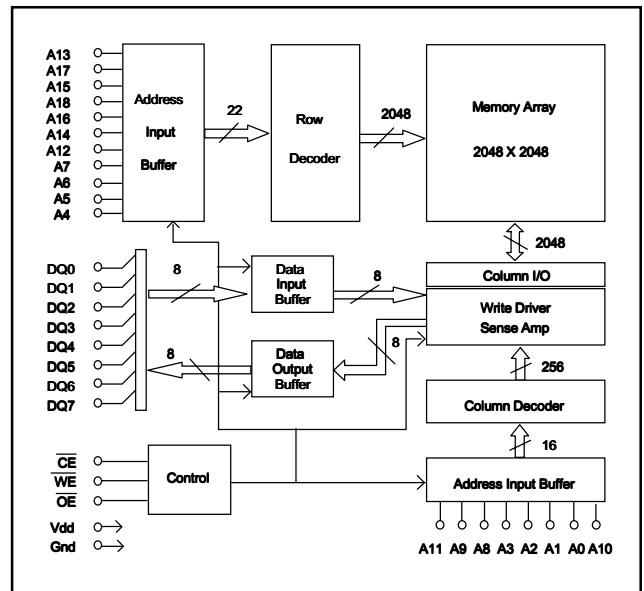 A13
A17
A15
A18
A16
A14
A12
A7
A6
A5
A4
Address
Input
Buffer
22
Row
Decoder
2048
Memory Array
2048 X 2048
2048
Column I/O
Write Driver
Sense Amp
DQ0
DQ1
DQ2
DQ3
DQ4
DQ5
DQ6
DQ7
8
Data
Input
Buffer
8
8
Data
Output
Buffer
8
256
Column Decoder
16
Address Input Buffer
CE
WE
OE
Control
Vdd
Gnd
A11 A9 A8 A3 A2 A1 A0 A10